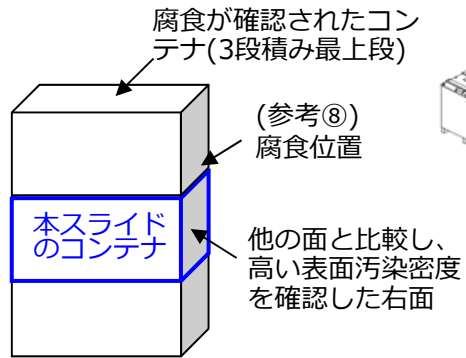 腐食が確認されたコン
テナ(3段積み最上段)
(参考⑧)
腐食位置
本スライド
のコンテナ
他の面と比較し、
高い表面汚染密度
を確認した右面